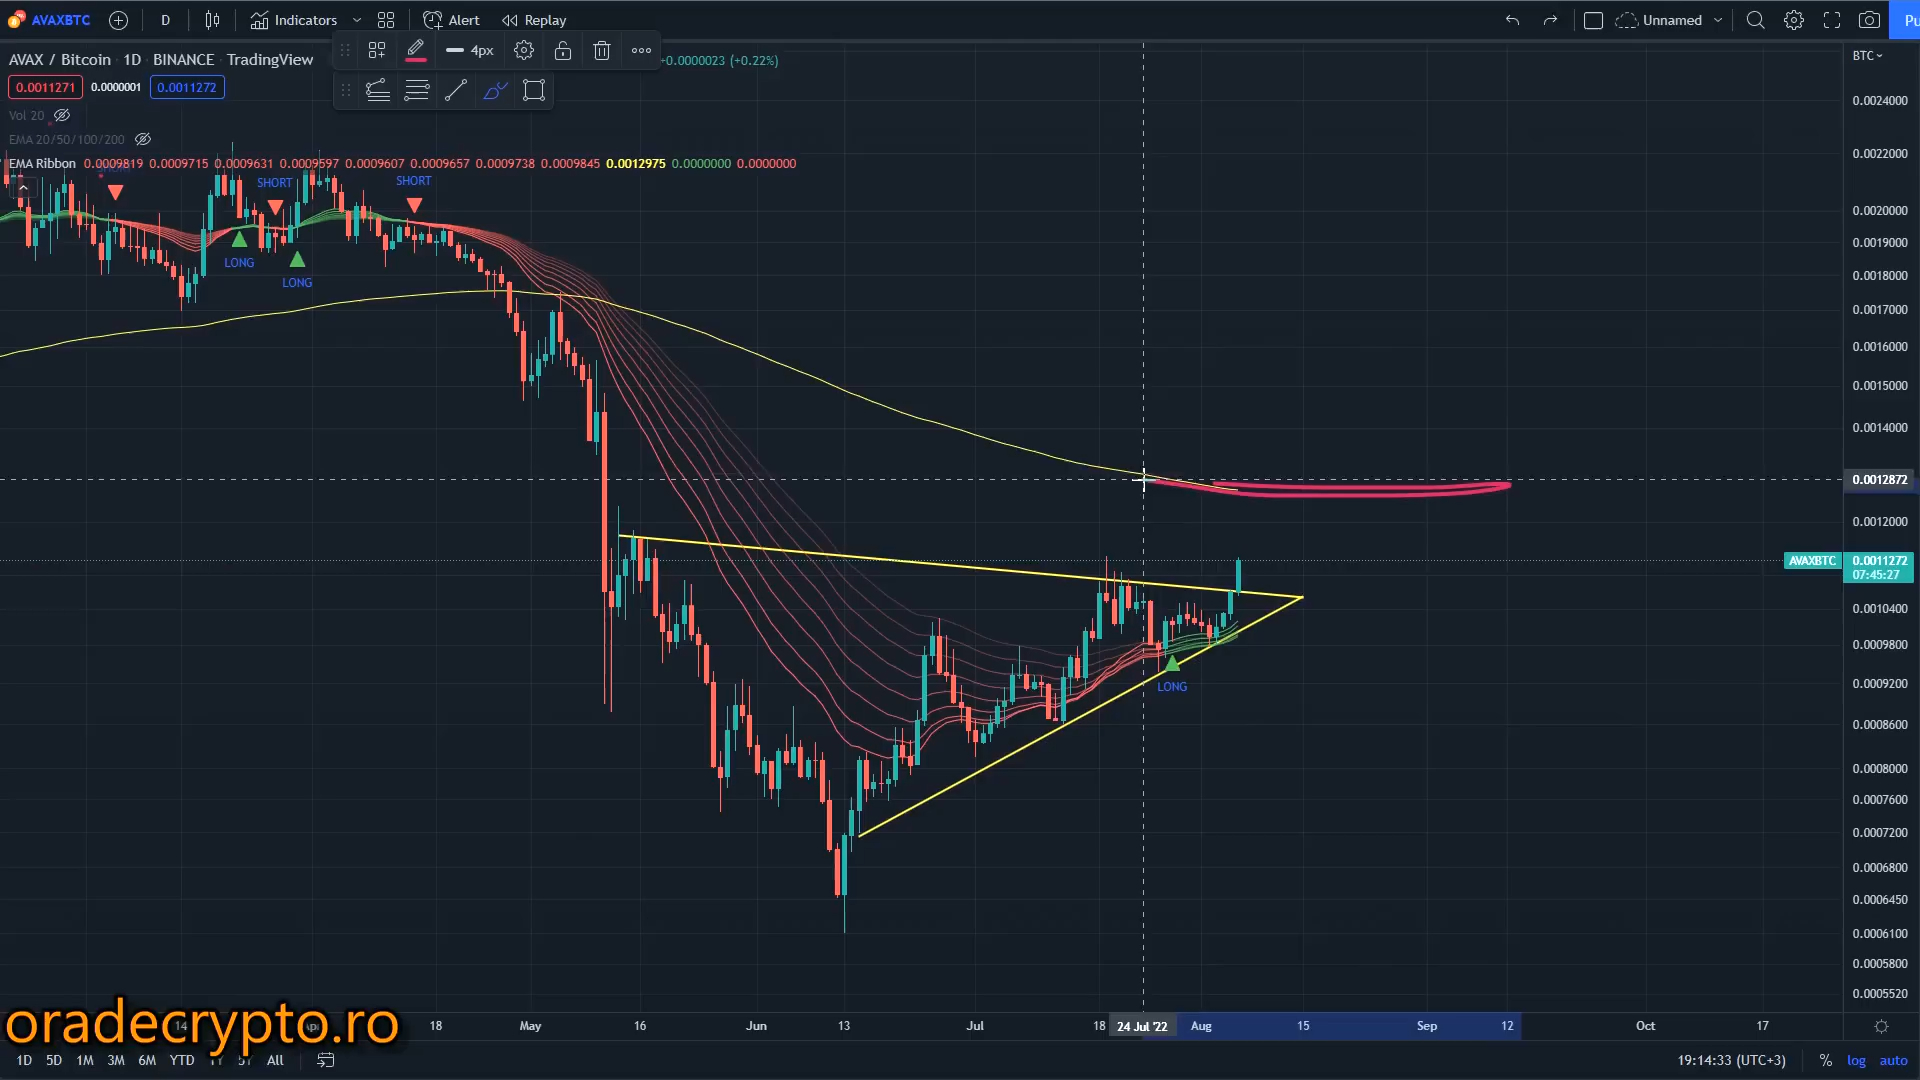 AVAXBTC D Indicators Alert Replay Unnamed Pu
4px
AVAX / Bitcoin 1D BINANCE TradingView +0.0000023 (+0.22%)
BTC
0.0011271 0.0000001 0.0011272
Vol 20
EMA 20/50/100/200
EMA Ribbon 0.0009819 0.0009715 0.0009631 0.0009597 0.0009607 0.0009657 0.0009738 0.0009845 0.0012975 0.0000000 0.0000000
SHORT
SHORT
SHORT
LONG
LONG
LONG
0.0024000
0.0022000
0.0020000
0.0019000
0.0018000
0.0017000
0.0016000
0.0015000
0.0014000
0.0012872
0.0012000
AVAXBTC 0.0011272
07:45:27
0.0010400
0.0009800
0.0009200
0.0008600
0.0008000
0.0007600
0.0007200
0.0006800
0.0006450
0.0006100
0.0005800
0.0005520
oradecrypto.ro
14 18 May 16 Jun 13 Jul 18 24 Jul '22 Aug 15 Sep 12 Oct 17
1D 5D 1M 3M 6M YTD 1Y 5Y All 19:14:33 (UTC+3) % log auto